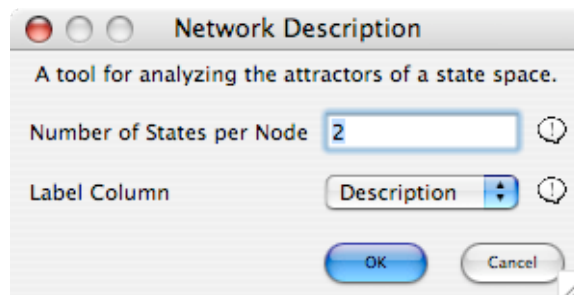 Network Description
A tool for analyzing the attractors of a state space.
Number of States per Node 2
Label Column Description
OK Cancel